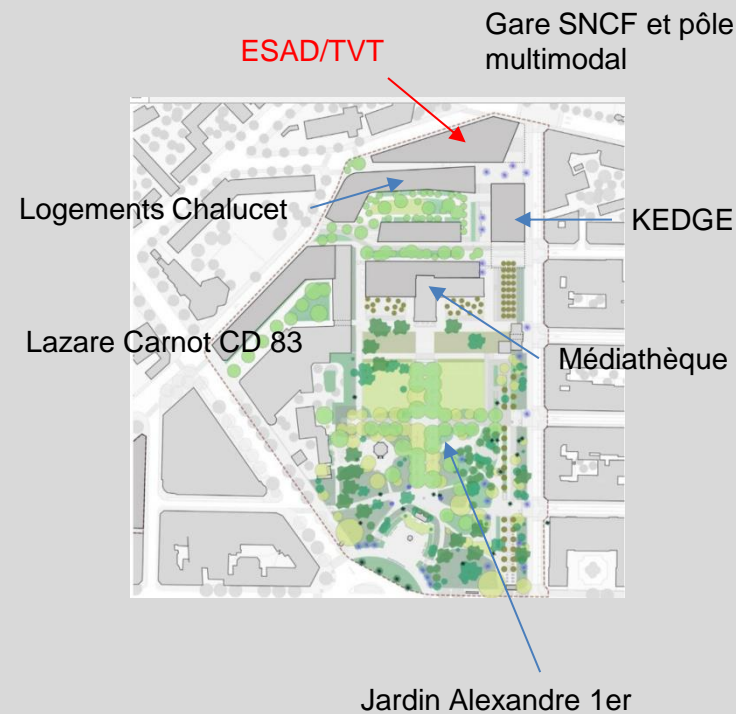 Gare SNCF et pôle
multimodal
ESAD/TVT
Logements Chalucet
KEDGE
Lazare Carnot CD 83
Médiathèque
Jardin Alexandre 1er